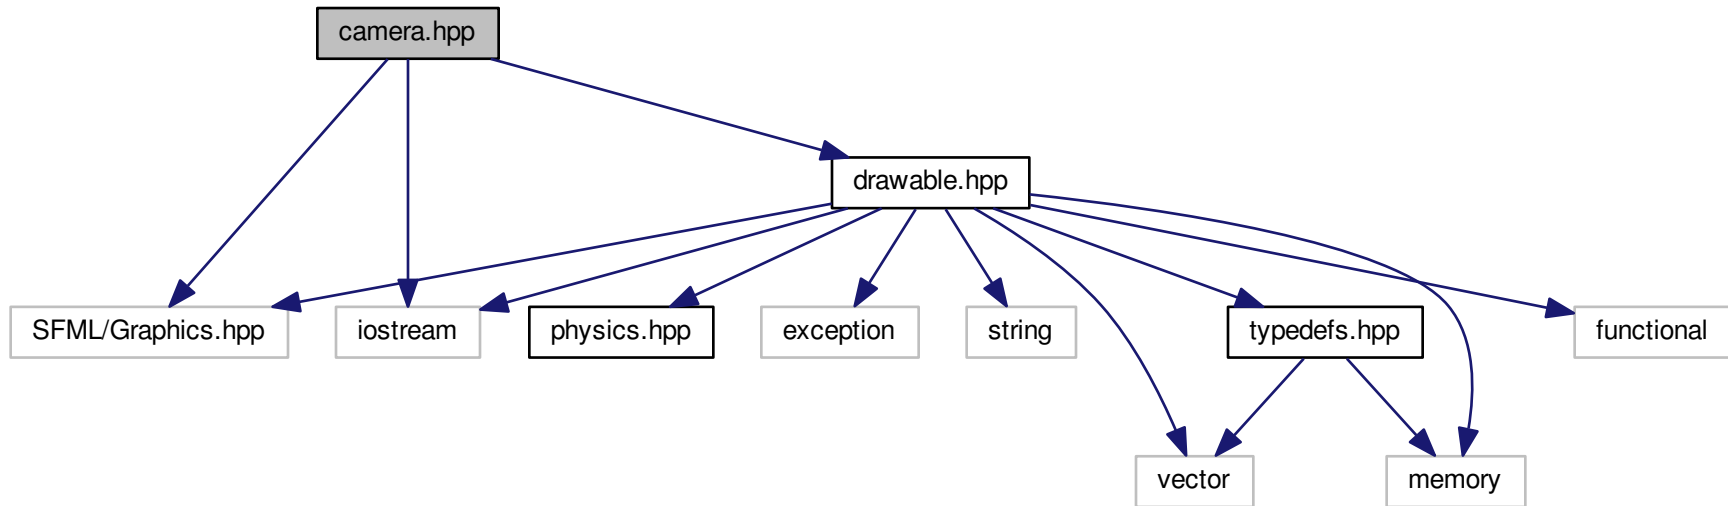 camera.hpp
drawable.hpp
SFML/Graphics.hpp
iostream
physics.hpp
exception
string
typedefs.hpp
functional
vector
memory